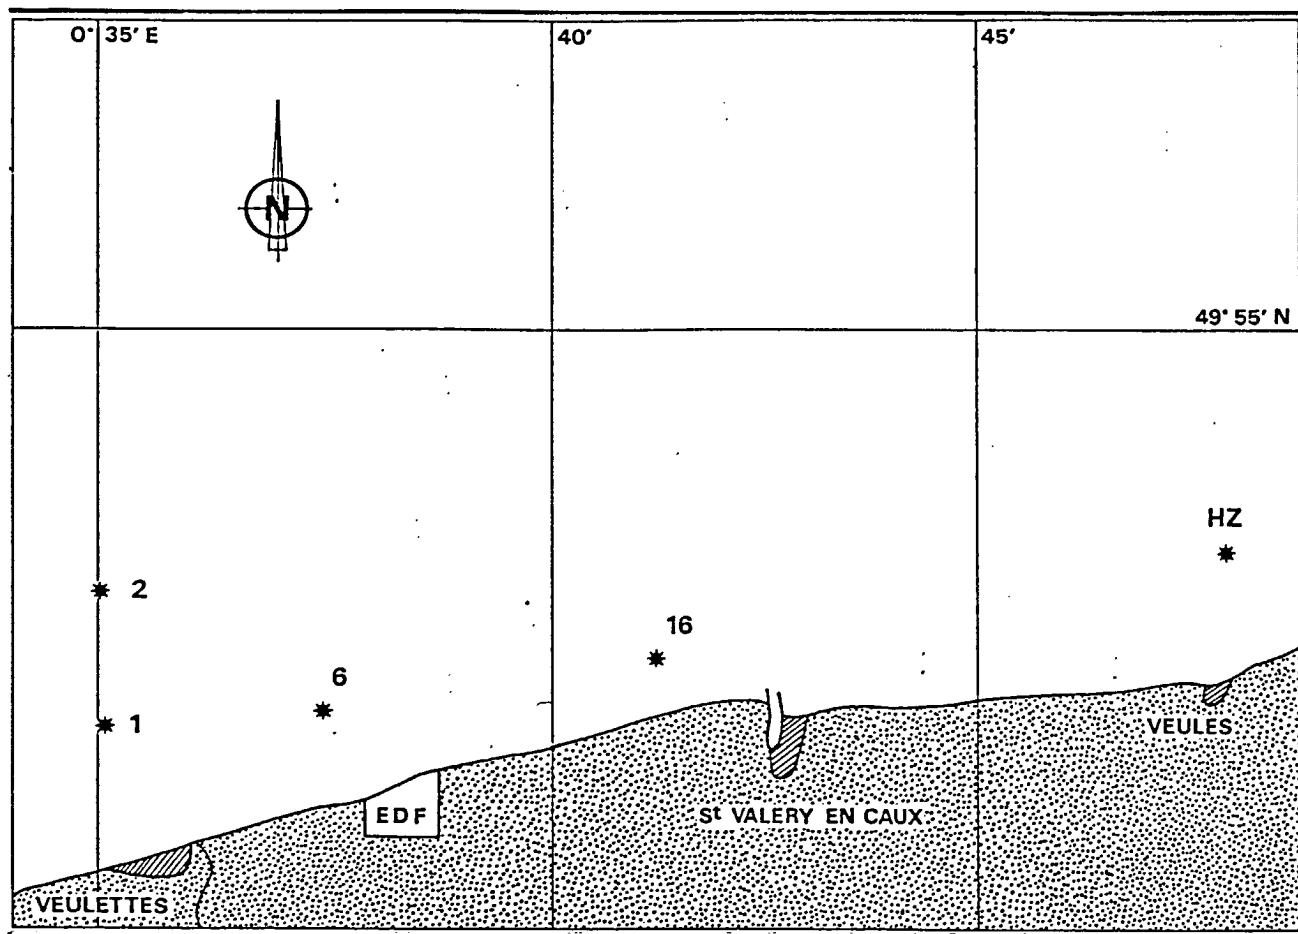 0° 35′ E
40′
45′
N
49° 55′ N
HZ
2
16
6
1
VEULES
EDF
St VALERY EN CAUX
VEULETTES